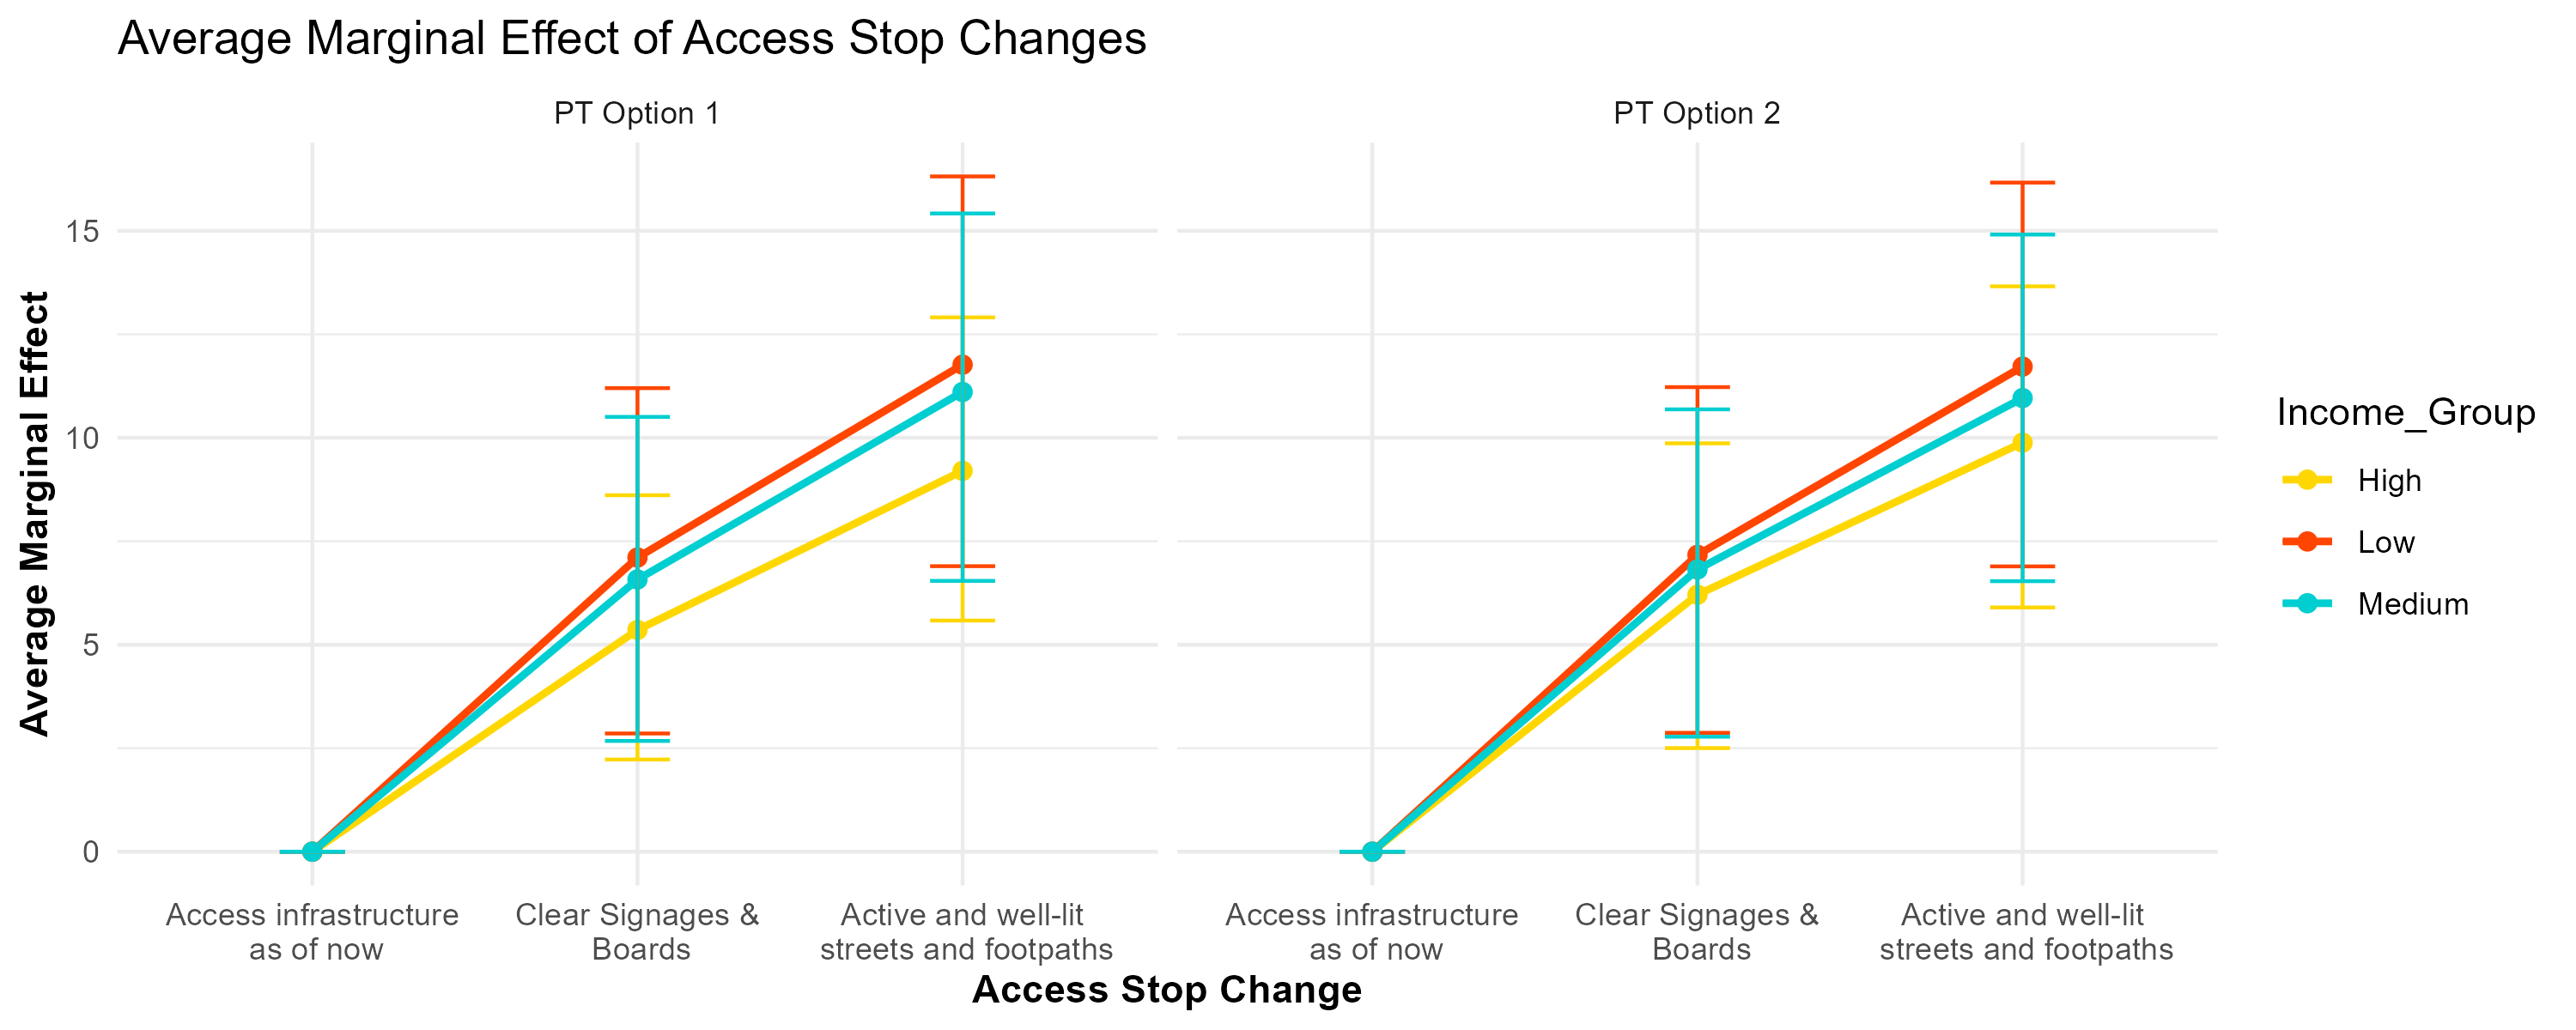 Average Marginal Effect of Access Stop Changes
PT Option 1
PT Option 2
Average Marginal Effect
15
10
5
0
Access infrastructure
as of now
Clear Signages &
Boards
Active and well-lit
streets and footpaths
Access infrastructure
as of now
Clear Signages &
Boards
Active and well-lit
streets and footpaths
Access Stop Change
Income_Group
High
Low
Medium